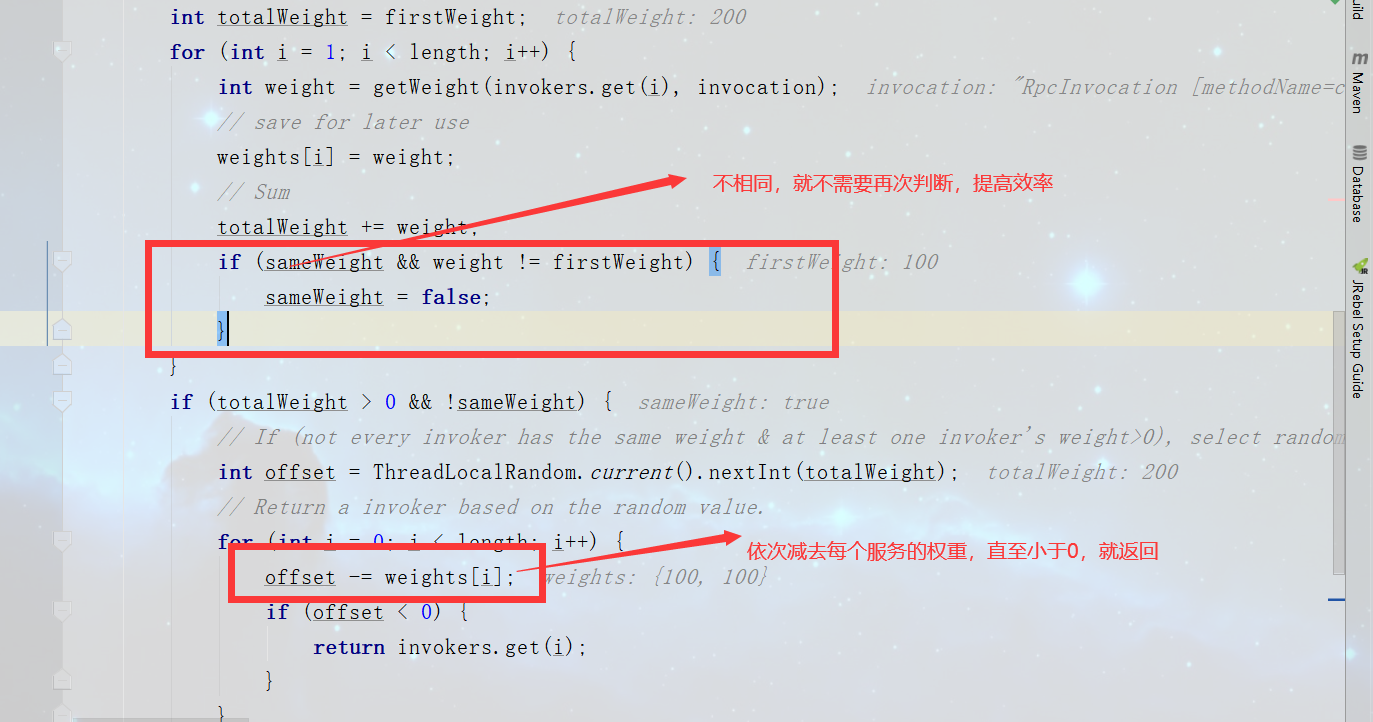 int totalWeight = firstWeight; totalWeight: 200
for (int i = 1; i < length; i++) {
int weight = getWeight(invokers.get(i), invocation); invocation: "RpcInvocation [methodName=c
// save for later use
weights[i] = weight;
// Sum
不相同，就不需要再次判断，提高效率
totalWeight += weight;
if (sameWeight && weight != firstWeight) { firstWeight: 100
sameWeight = false;
}
}
if (totalWeight > 0 && !sameWeight) { sameWeight: true
// If (not every invoker has the same weight & at least one invoker's weight>0), select random
int offset = ThreadLocalRandom.current().nextInt(totalWeight); totalWeight: 200
// Return a invoker based on the random value.
for (int i = 0; i < length; i++) {
依次减去每个服务的权重，直至小于0，就返回
offset -= weights[i]; weights: {100, 100}
if (offset < 0) {
return invokers.get(i);
}
}
uild
m Maven
Database
JR
JRebel Setup Guide